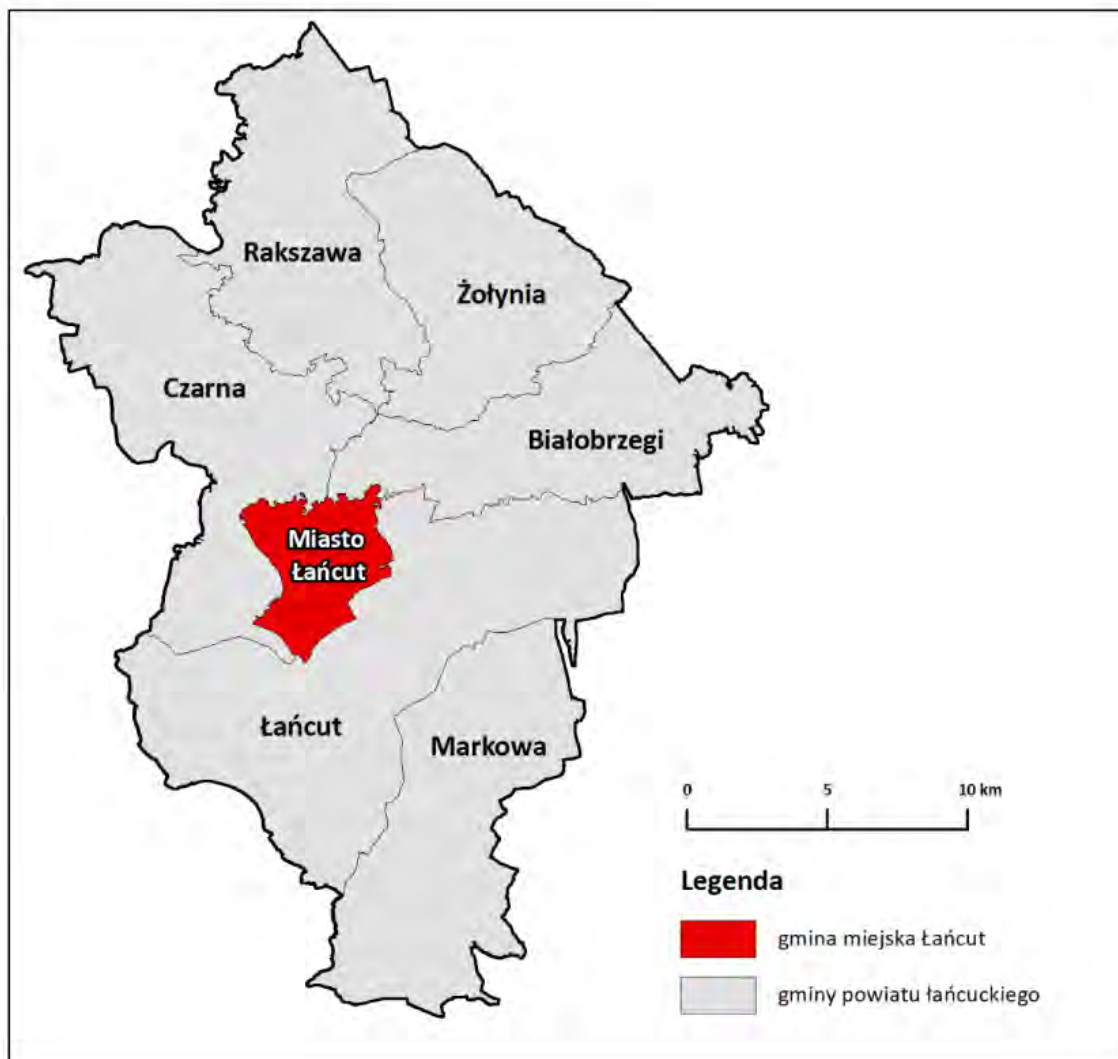 Rakszawa
Żołynia
Czarna
Białobrzegi
Miasto
Łańcut
Łańcut
Markowa
0 5 10 km
Legenda
gmina miejska Łańcut
gminy powiatu łańcuckiego